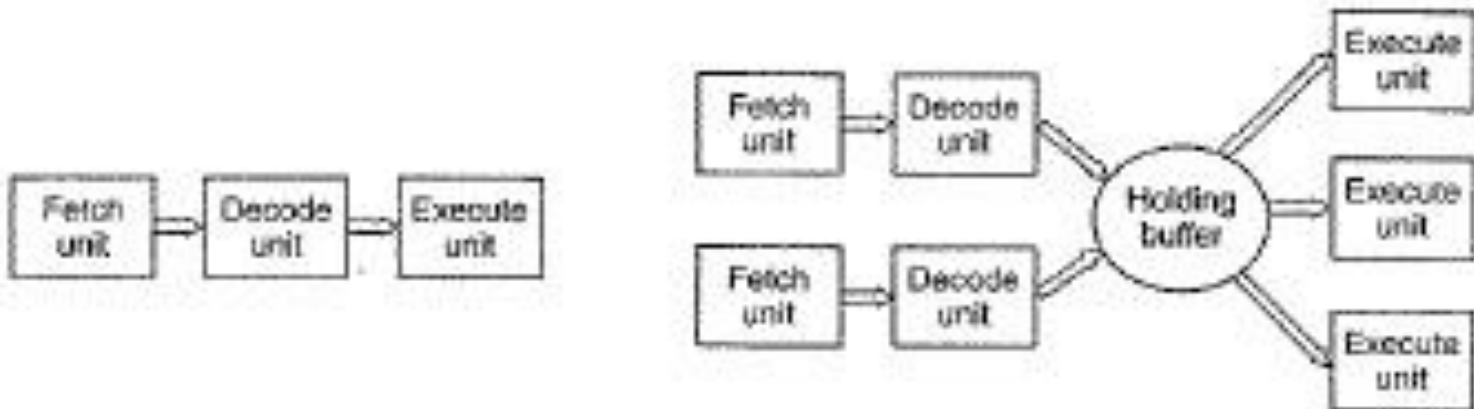 Fetch
unit
Decode
unit
Execute
unit
Fetch
unit
Decode
unit
Fetch
unit
Decode
unit
Holding
buffer
Execute
unit
Execute
unit
Execute
unit